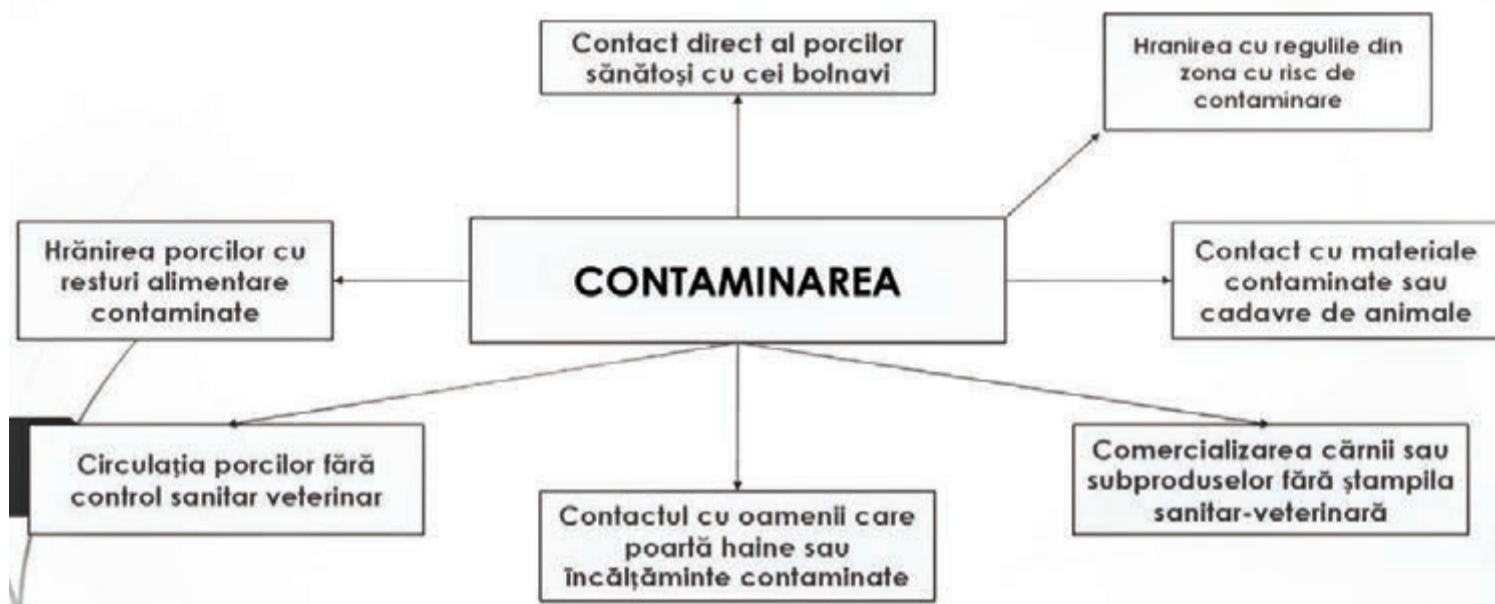 Contact direct al porcilor
sănătoși cu cei bolnavi
Hranirea cu regulile din
zona cu risc de
contaminare
Hrănirea porcilor cu
resturi alimentare
contaminate
CONTAMINAREA
Contact cu materiale
contaminate sau
cadavre de animale
Circulația porcilor fără
control sanitar veterinar
Contactul cu oamenii care
poartă haine sau
încălțăminte contaminate
Comercializarea cărnii sau
subproduselor fără ștampila
sanitar-veterinară